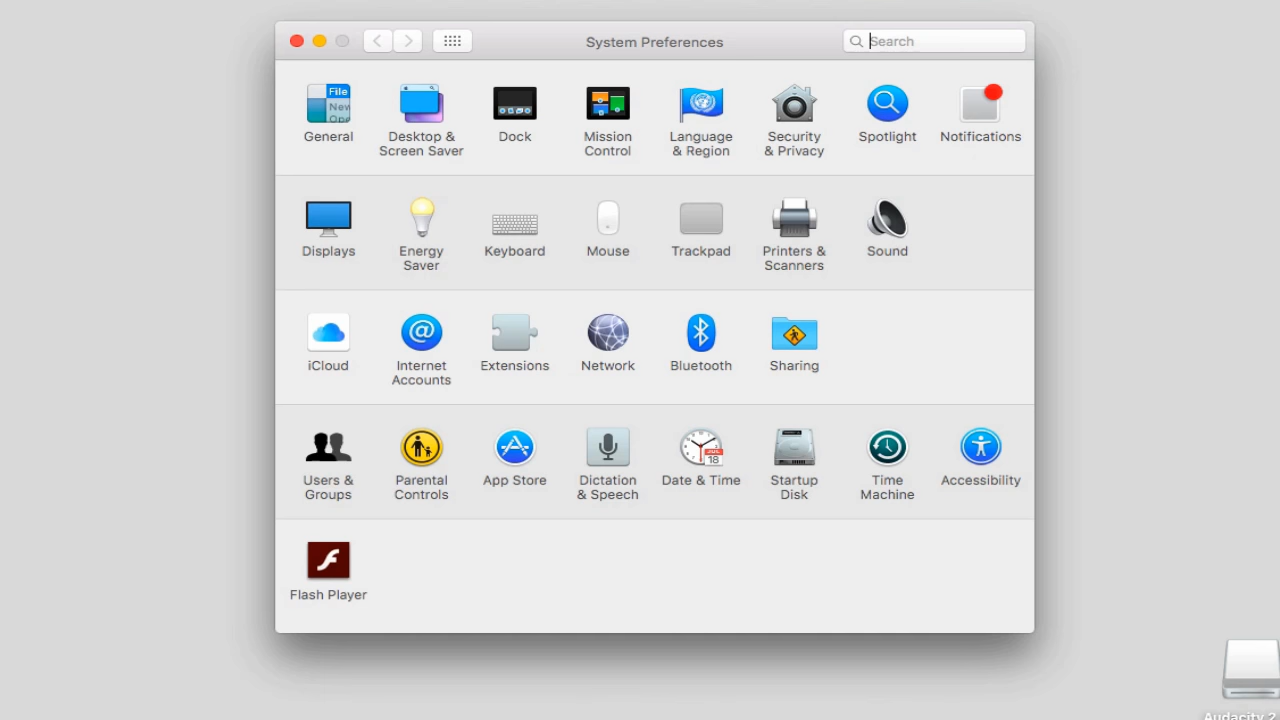 System Preferences
Search
File
New
Ope
General
Desktop &
Screen Saver
Dock
Mission
Control
Language
& Region
Security
& Privacy
Spotlight
Notifications
Displays
Energy
Saver
Keyboard
Mouse
Trackpad
Printers &
Scanners
Sound
iCloud
@
Internet
Accounts
Extensions
Network
Bluetooth
Sharing
Users &
Groups
Parental
Controls
App Store
Dictation
& Speech
JUL
18
Date & Time
Startup
Disk
Time
Machine
Accessibility
Flash Player
Audacity 2